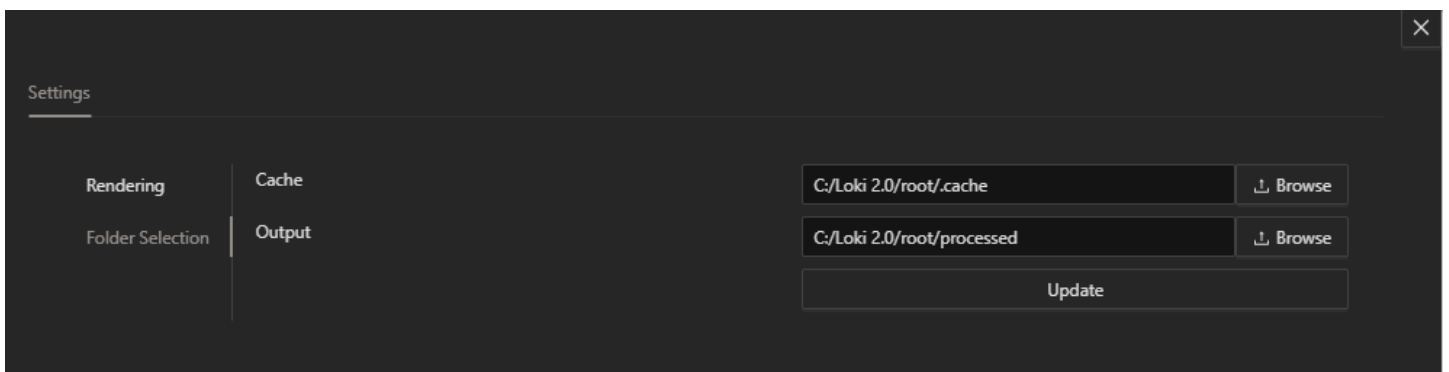 Settings
Rendering
Folder Selection
Cache
C:/Loki 2.0/root/.cache Browse
Output
C:/Loki 2.0/root/processed Browse
Update